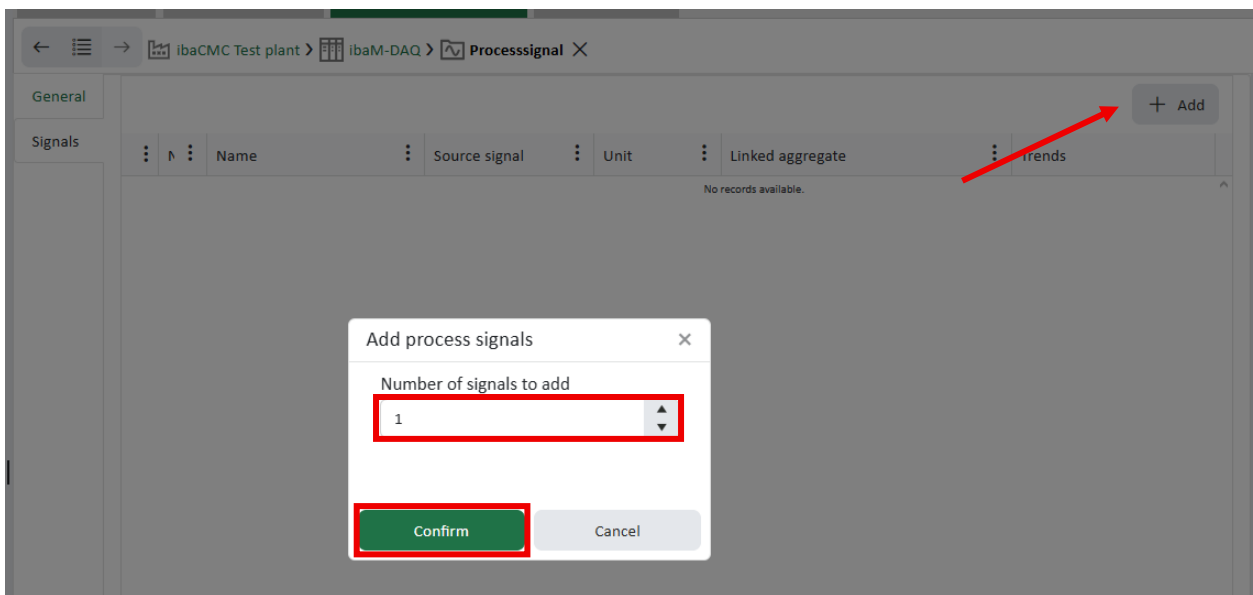 ibaCMC Test plant ibaM-DAQ Processsignal
General
+ Add
Signals
N Name Source signal Unit Linked aggregate Trends
No records available.
Add process signals
Number of signals to add
1
Confirm Cancel